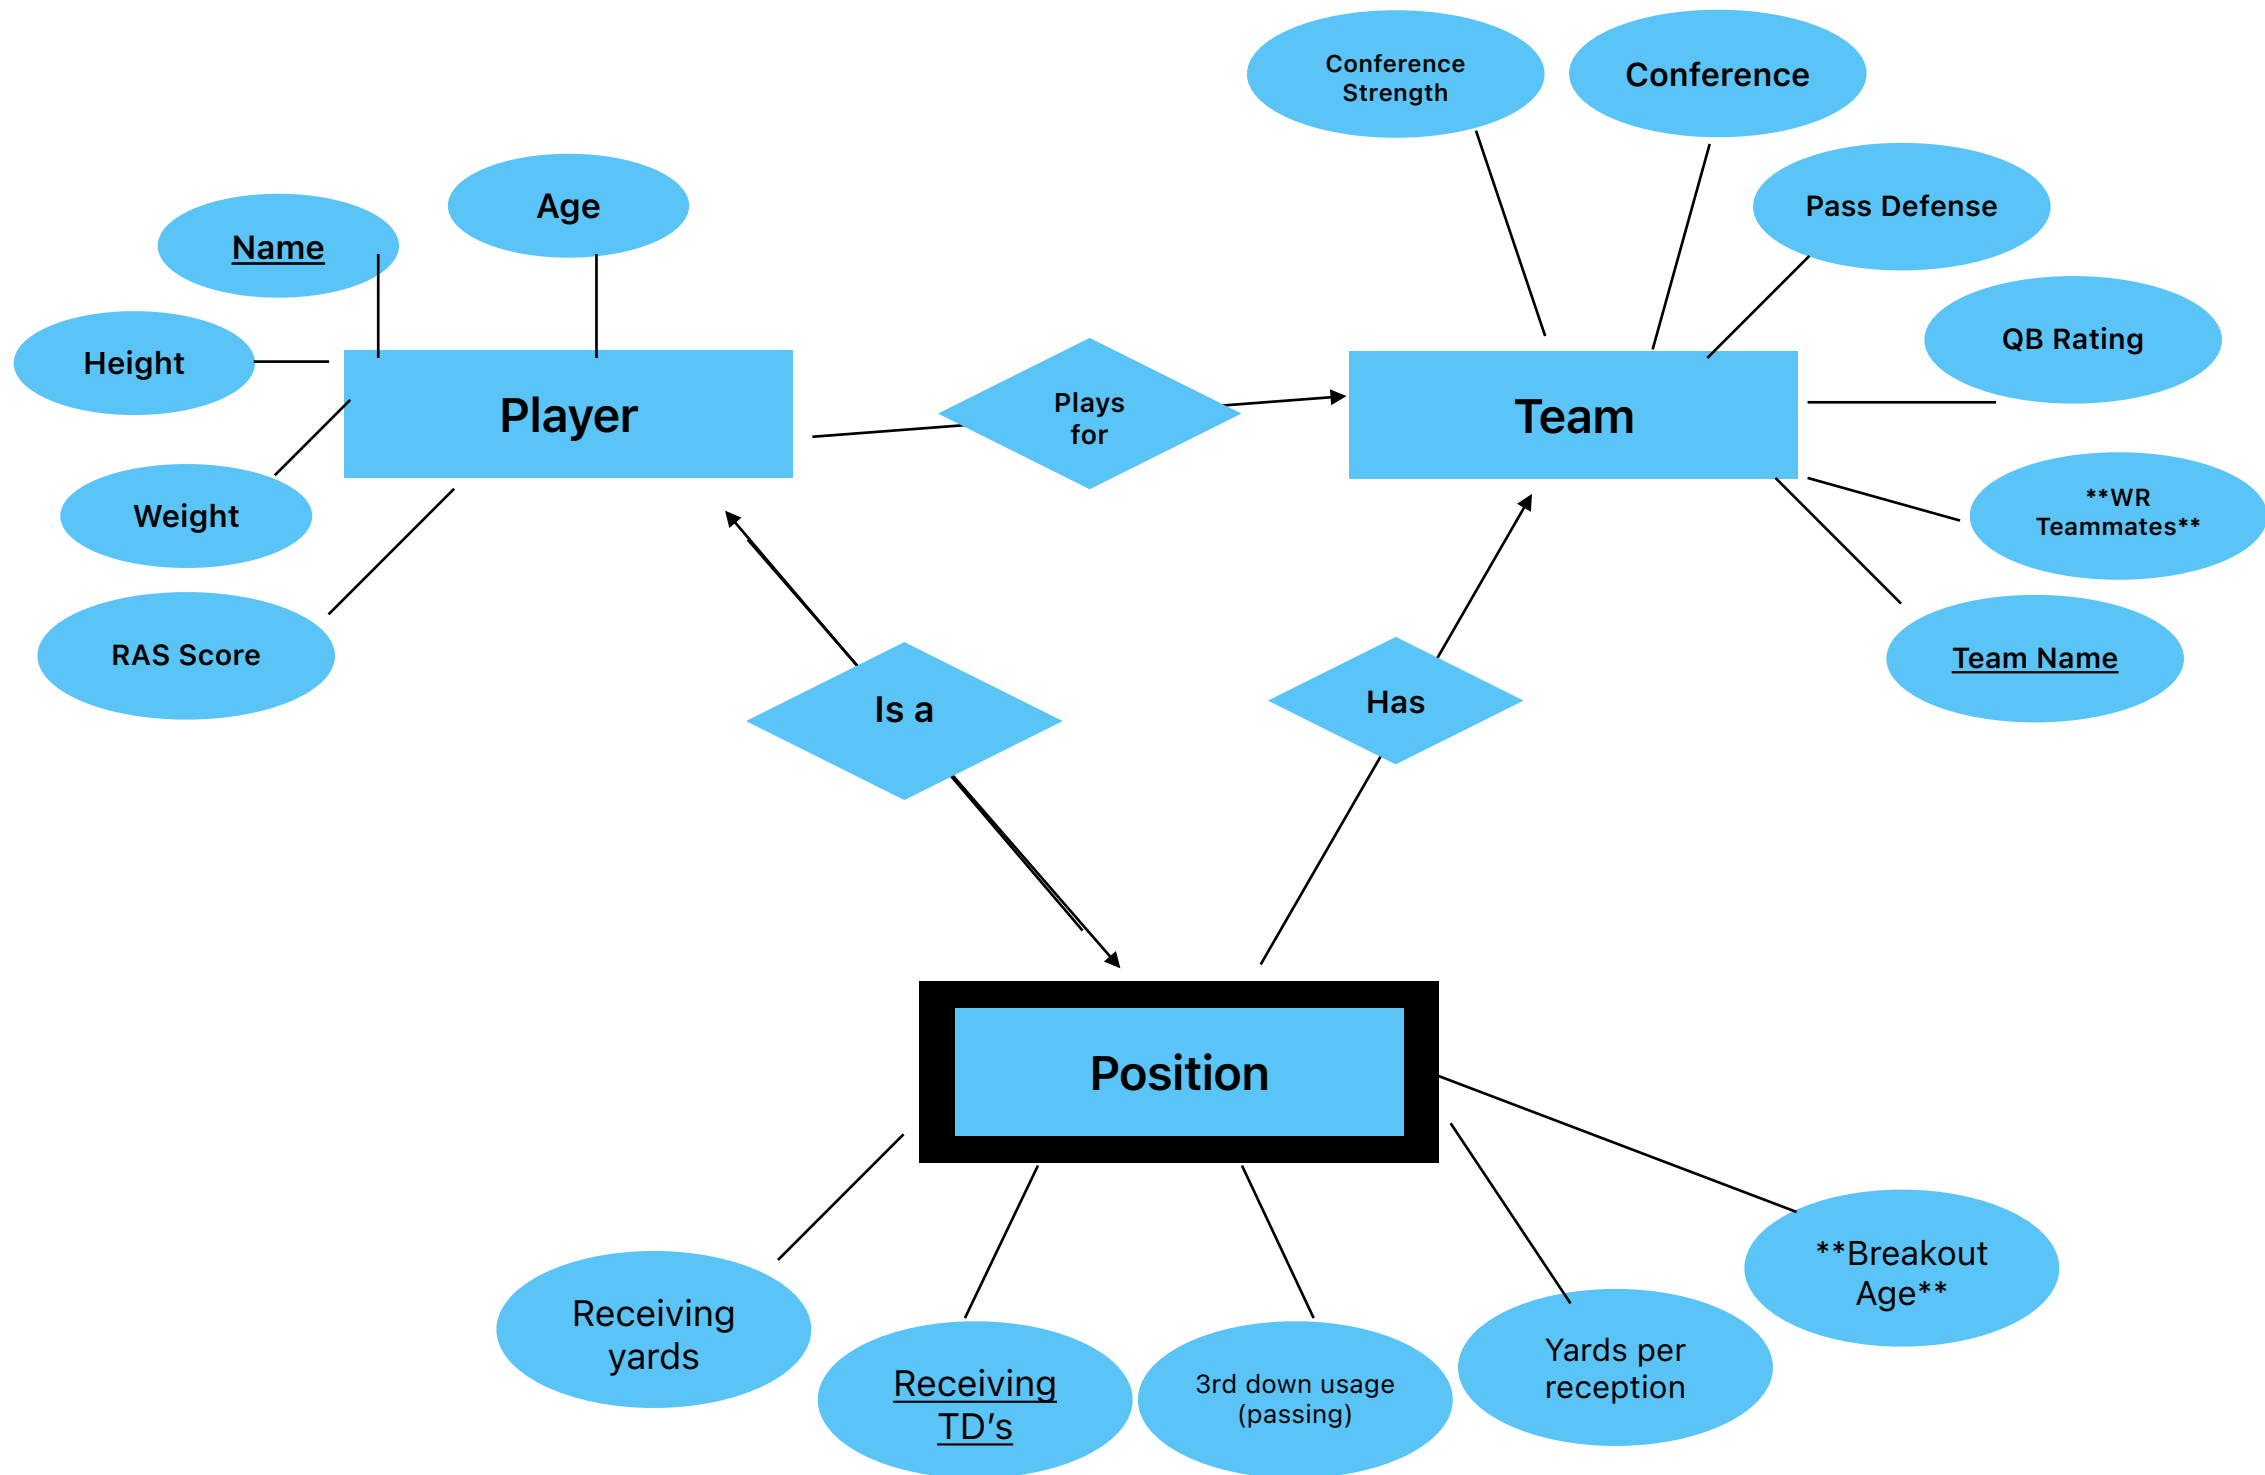 Conference
Strength
Conference
Name
Age
Pass Defense
Height
QB Rating
Player
Plays
for
Team
Weight
**WR
Teammates**
RAS Score
Team Name
Is a
Has
Position
Receiving
yards
Receiving
TD’s
3rd down usage
(passing)
Yards per
reception
**Breakout
Age**